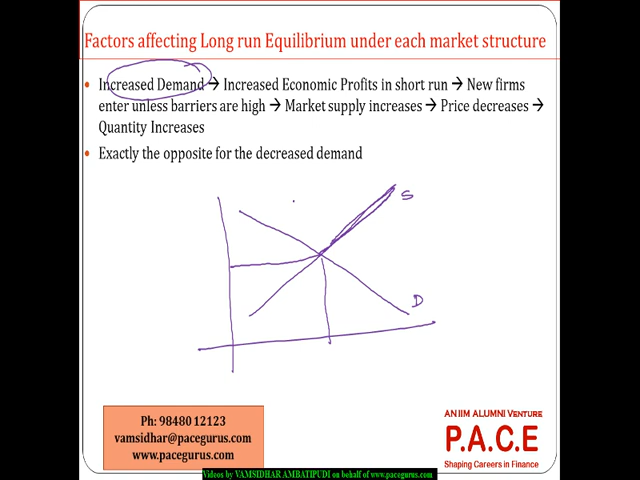 Factors affecting Long run Equilibrium under each market structure
Increased Demand → Increased Economic Profits in short run → New firms
enter unless barriers are high → Market supply increases → Price decreases →
Quantity Increases
Exactly the opposite for the decreased demand
S
D
Ph: 98480 12123
vamsidhar@pacegurus.com
www.pacegurus.com
AN IIM ALUMNI VENTURE
P.A.C.E
Shaping Careers in Finance
Videos by VAMSIDHAR AMBATIPUDI on behalf of www.pacegurus.com